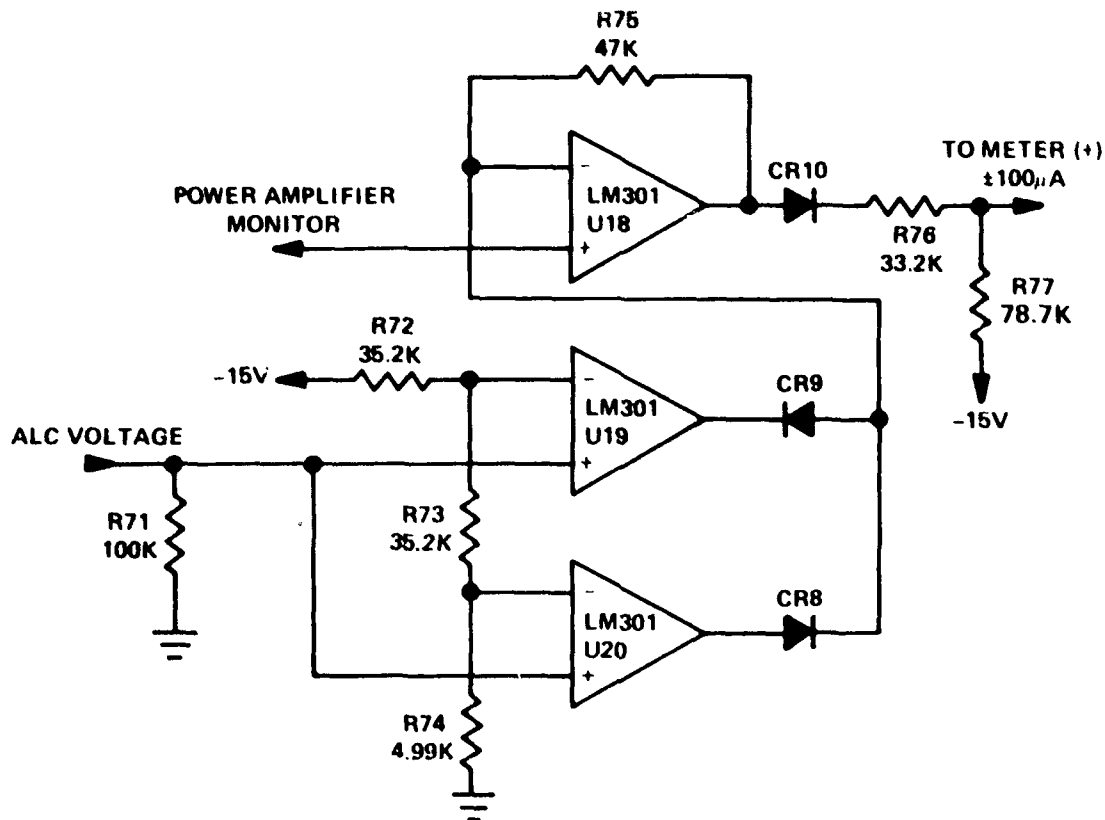 R75
47K
-
LM301
U18
+
CR10
TO METER (+)
±100μA
POWER AMPLIFIER
MONITOR
R76
33.2K
R77
78.7K
-15V
R72
35.2K
-15V
-
LM301
U19
+
CR9
ALC VOLTAGE
R71
100K
R73
35.2K
-
LM301
U20
+
CR8
R74
4.99K